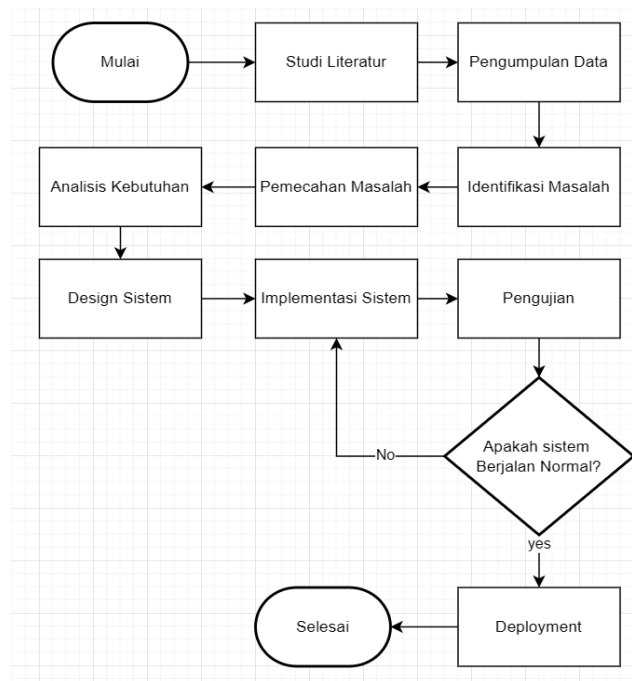 Mulai
Studi Literatur
Pengumpulan Data
Identifikasi Masalah
Pemecahan Masalah
Analisis Kebutuhan
Design Sistem
Implementasi Sistem
Pengujian
Apakah sistem
Berjalan Normal?
No
yes
Deployment
Selesai